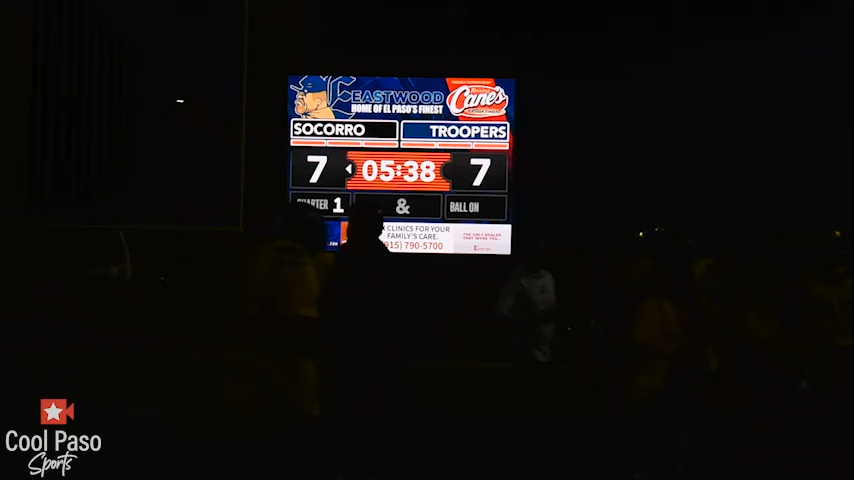 EASTWOOD
HOME OF EL PASO'S FINEST
Raising
Cane's
SOCORRO
TROOPERS
7
05:38
7
QUARTER 1
&
BALL ON
CLINICS FOR YOUR
FAMILY'S CARE.
915) 790-5700
Cool Paso
Sports